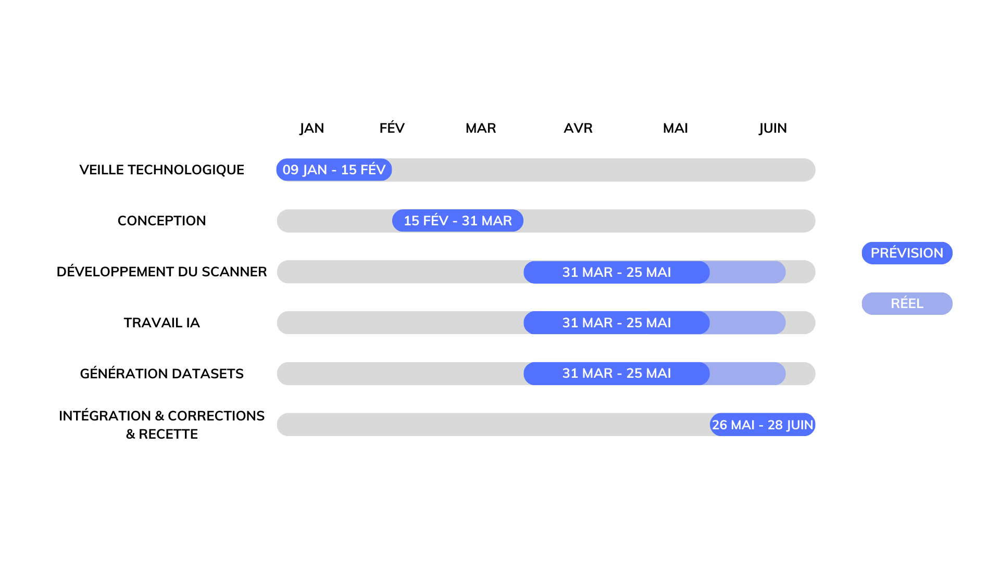 JAN FÉV MAR AVR MAI JUIN
VEILLE TECHNOLOGIQUE 09 JAN - 15 FÉV
CONCEPTION 15 FÉV - 31 MAR
DÉVELOPPEMENT DU SCANNER 31 MAR - 25 MAI
TRAVAIL IA 31 MAR - 25 MAI
GÉNÉRATION DATASETS 31 MAR - 25 MAI
INTÉGRATION & CORRECTIONS
& RECETTE
26 MAI - 28 JUIN
PRÉVISION
RÉEL